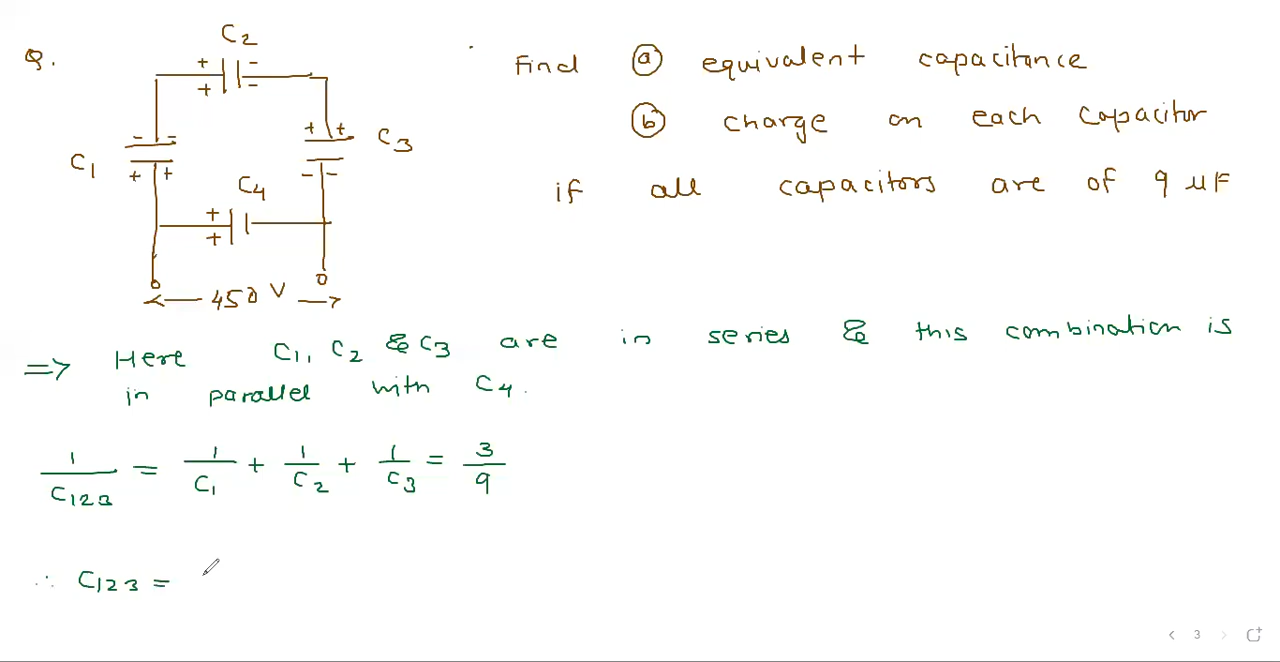 Q.
C2
+ -
+ -
C1
- -
+ +
C3
+ +
- -
C4
+
+
<— 450 V —>
Find ⓐ equivalent capacitance
ⓑ charge on each capacitor
if all capacitors are of 9 μF
=> Here C1, C2 & C3 are in series & this combination is
in parallel with C4.
1/C123 = 1/C1 + 1/C2 + 1/C3 = 3/9
∴ C123 =
< 3 >